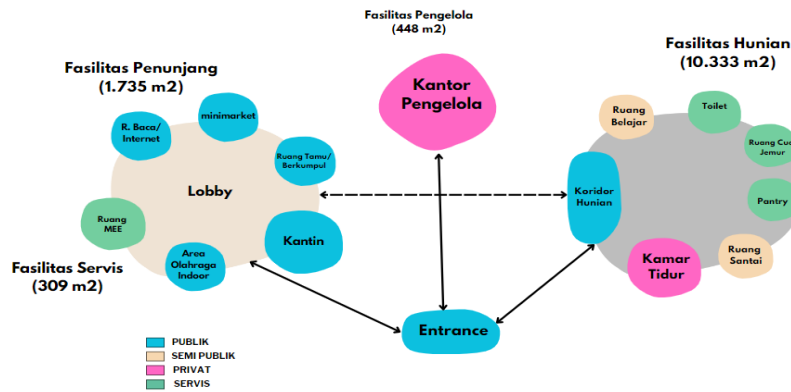 Fasilitas Pengelola
(448 m2)
Fasilitas Penunjang
(1.735 m2)
Fasilitas Hunian
(10.333 m2)
Kantor
Pengelola
R. Baca/
Internet
minimarket
Ruang Tamu/
Berkumpul
Lobby
Ruang
MEE
Area
Olahraga
Indoor
Kantin
Fasilitas Servis
(309 m2)
Ruang
Belajar
Toilet
Jemur
Ruang
Koridor
Hunian
Pantry
Kamar
Tidur
Ruang
Santai
Entrance
PUBLIK
SEMI PUBLIK
PRIVAT
SERVIS